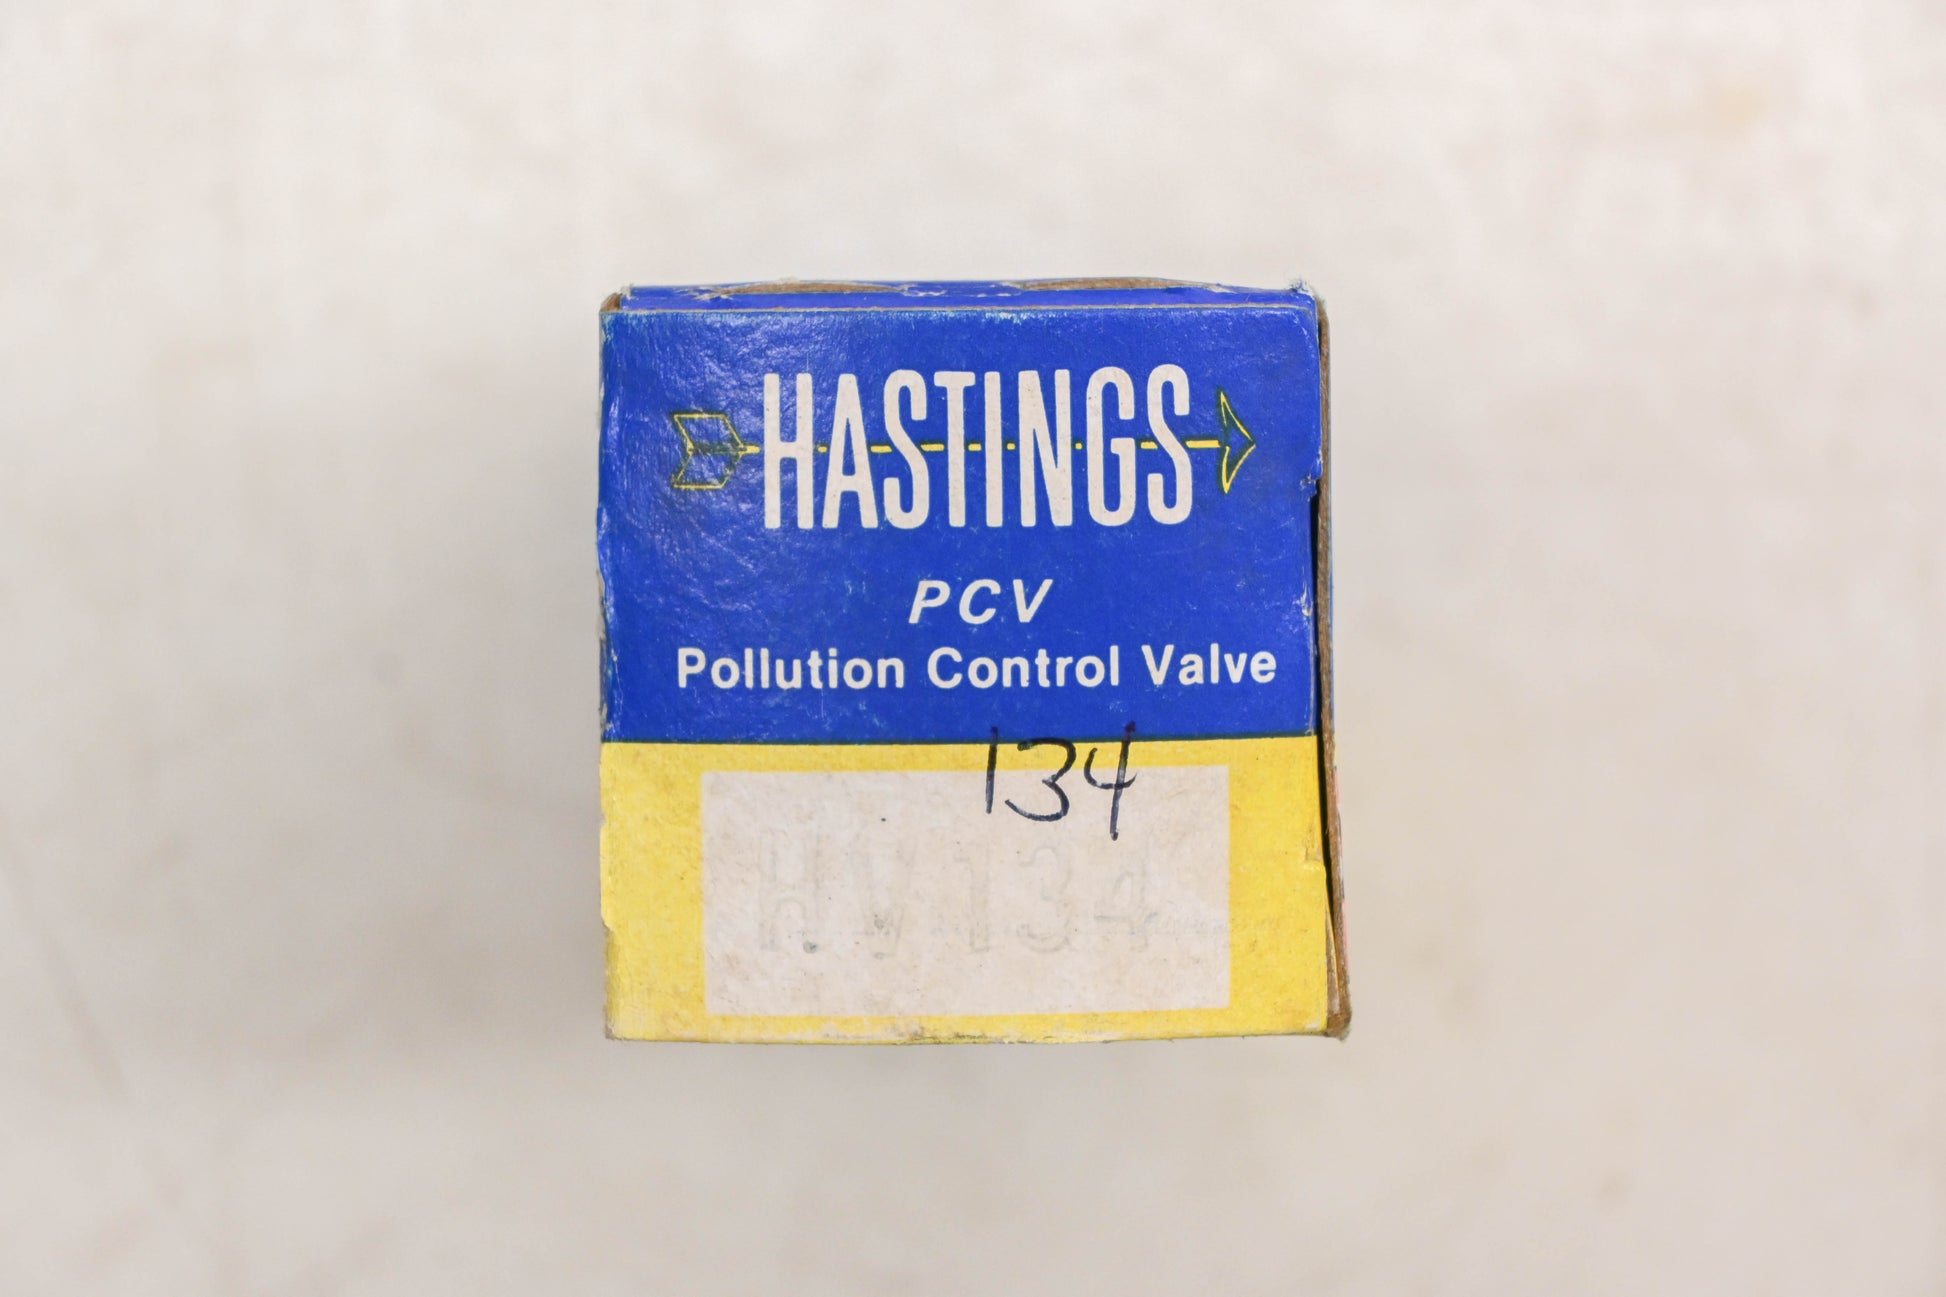 HASTINGS
PCV
Pollution Control Valve
134
HV134